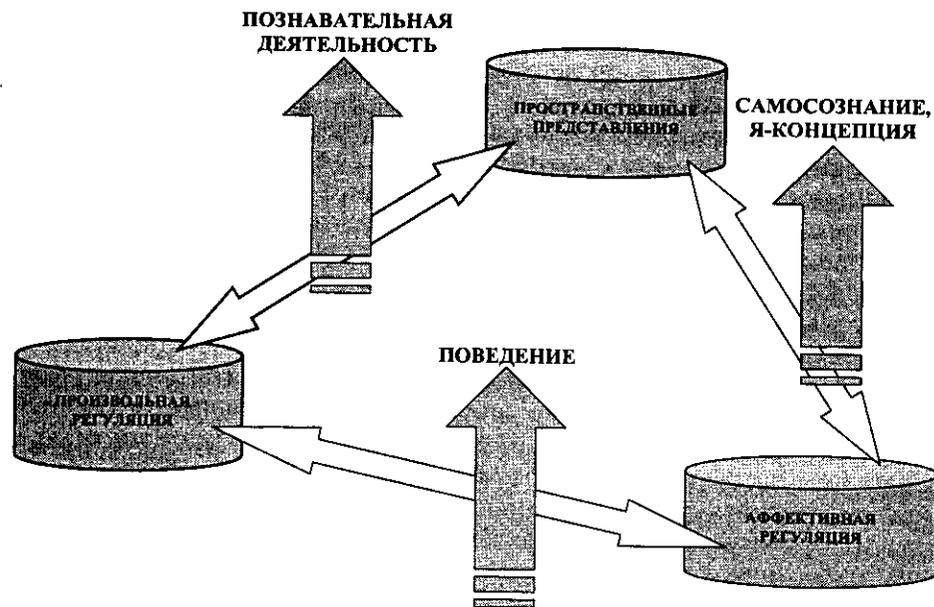 ПОЗНАВАТЕЛЬНАЯ
ДЕЯТЕЛЬНОСТЬ
ПРОСТРАНСТВЕННЫЕ
ПРЕДСТАВЛЕНИЯ
САМОСОЗНАНИЕ,
Я-КОНЦЕПЦИЯ
ПРОИЗВОЛЬНАЯ
РЕГУЛЯЦИЯ
ПОВЕДЕНИЕ
АФФЕКТИВНАЯ
РЕГУЛЯЦИЯ